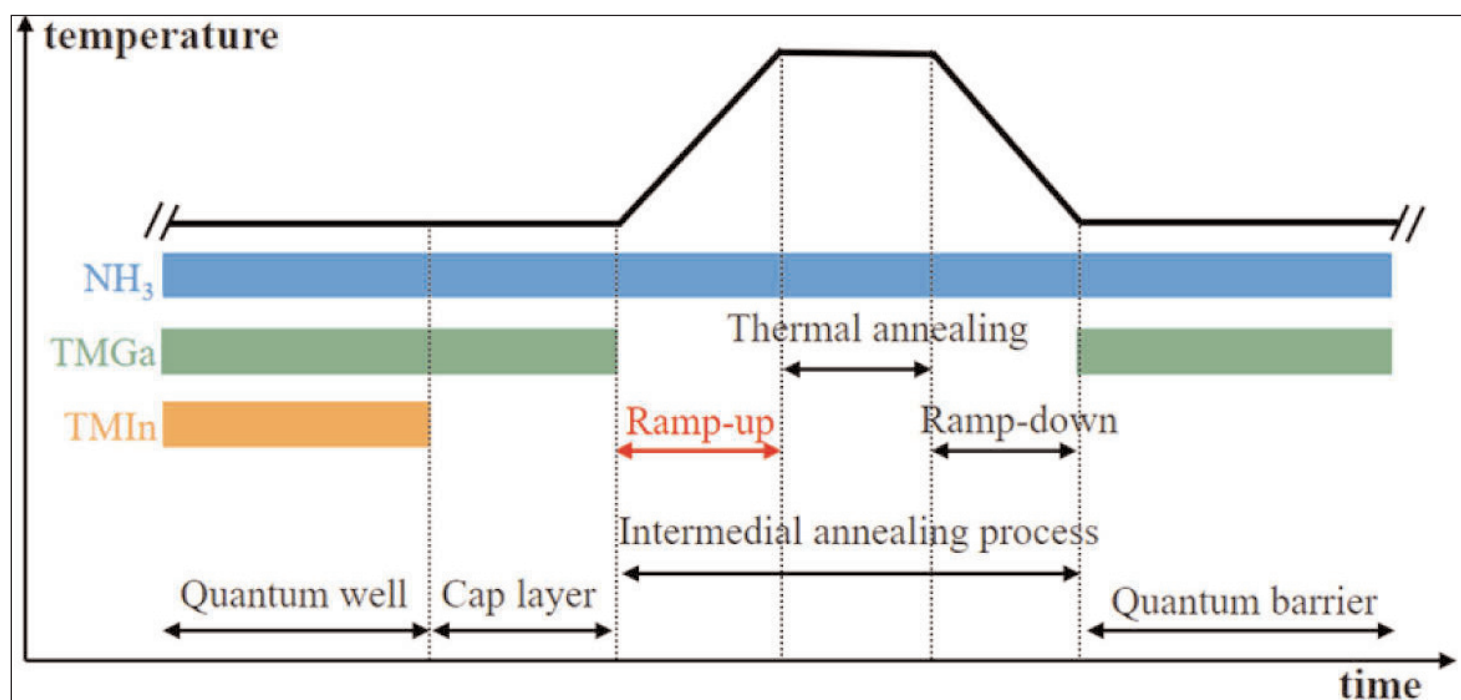 temperature
NH₃
TMGa
Thermal annealing
TMIn
Ramp-up
Ramp-down
Intermedial annealing process
Quantum well
Cap layer
Quantum barrier
time